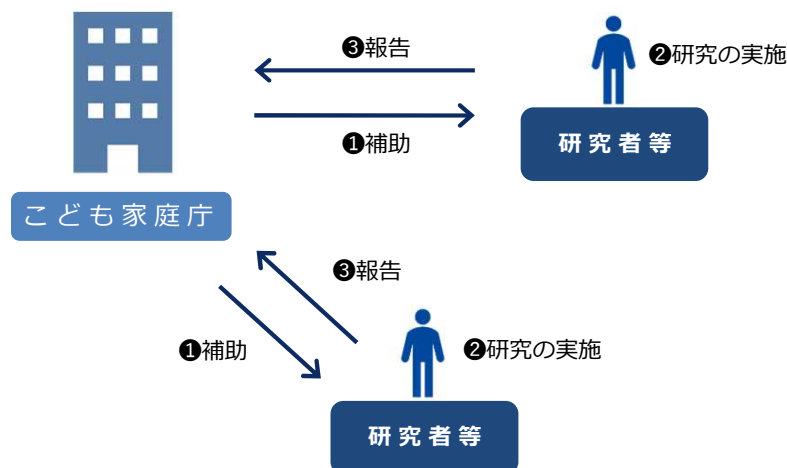 ❸報告
❷研究の実施
❶補助
研究者等
こども家庭庁
❸報告
❶補助
❷研究の実施
研究者等